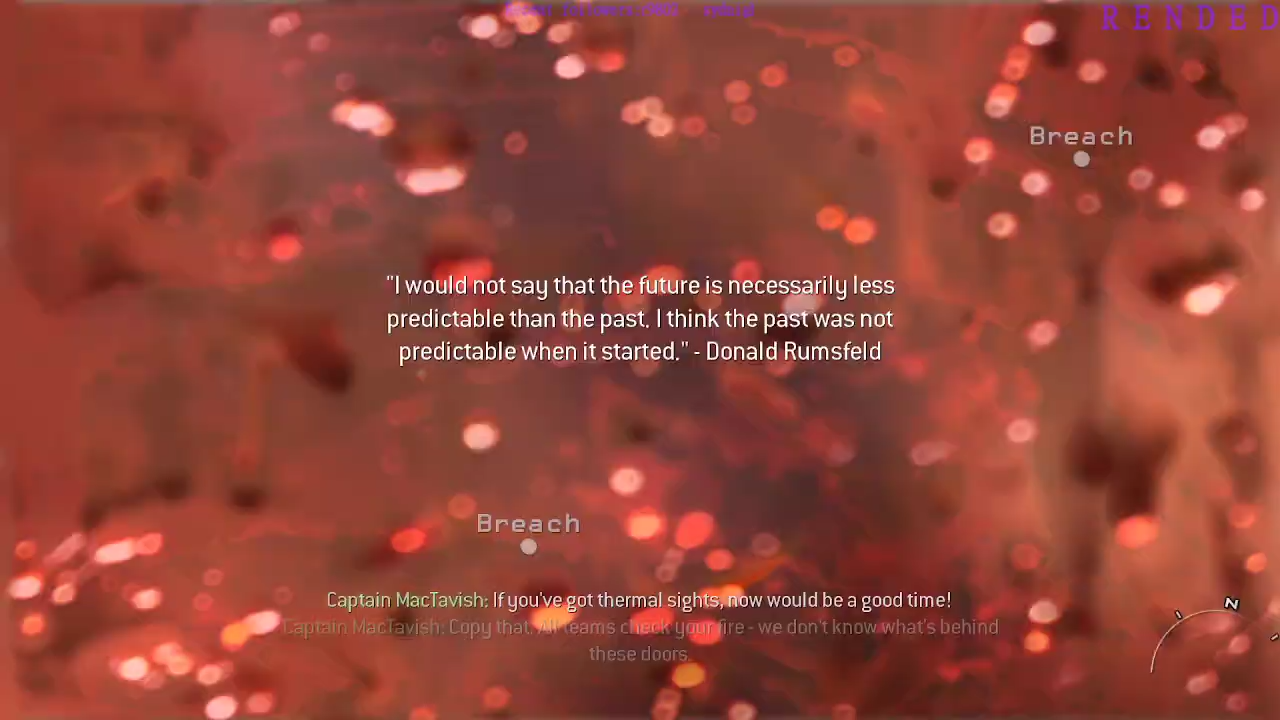 RENDED
Breach
"I would not say that the future is necessarily less
predictable than the past. I think the past was not
predictable when it started." - Donald Rumsfeld
Breach
Captain MacTavish: If you've got thermal sights, now would be a good time!
Captain MacTavish: Copy that. All teams check your fire - we don't know what's behind
these doors.
N